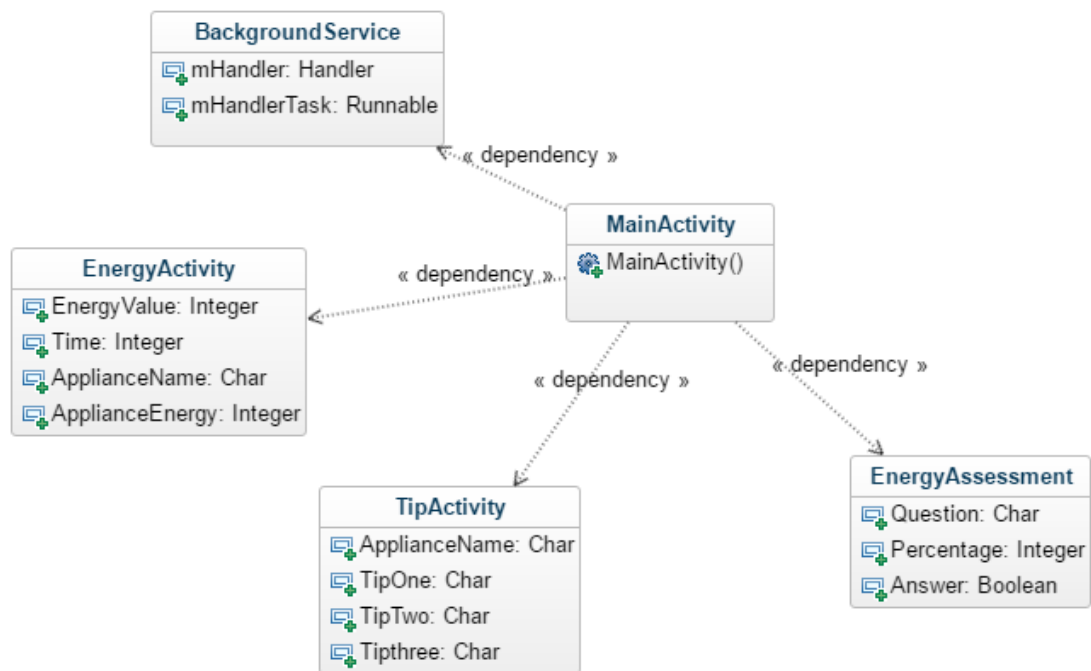 BackgroundService
mHandler: Handler
mHandlerTask: Runnable
« dependency »
MainActivity
MainActivity()
EnergyActivity
EnergyValue: Integer
Time: Integer
ApplianceName: Char
ApplianceEnergy: Integer
« dependency »
« dependency »
« dependency »
TipActivity
ApplianceName: Char
TipOne: Char
TipTwo: Char
Tipthree: Char
EnergyAssessment
Question: Char
Percentage: Integer
Answer: Boolean